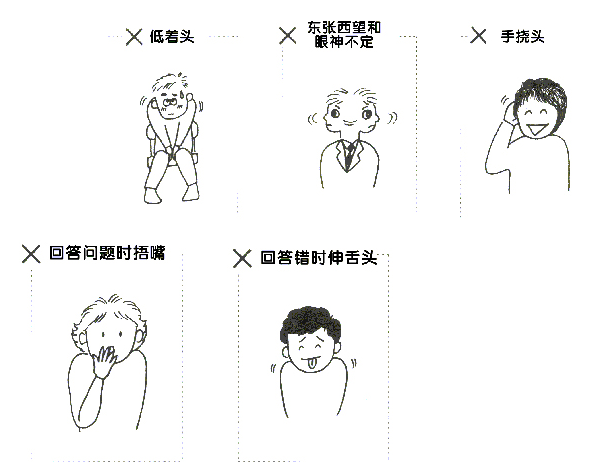 低着头
东张西望和
眼神不定
手挠头
回答问题时捂嘴
回答错时伸舌头